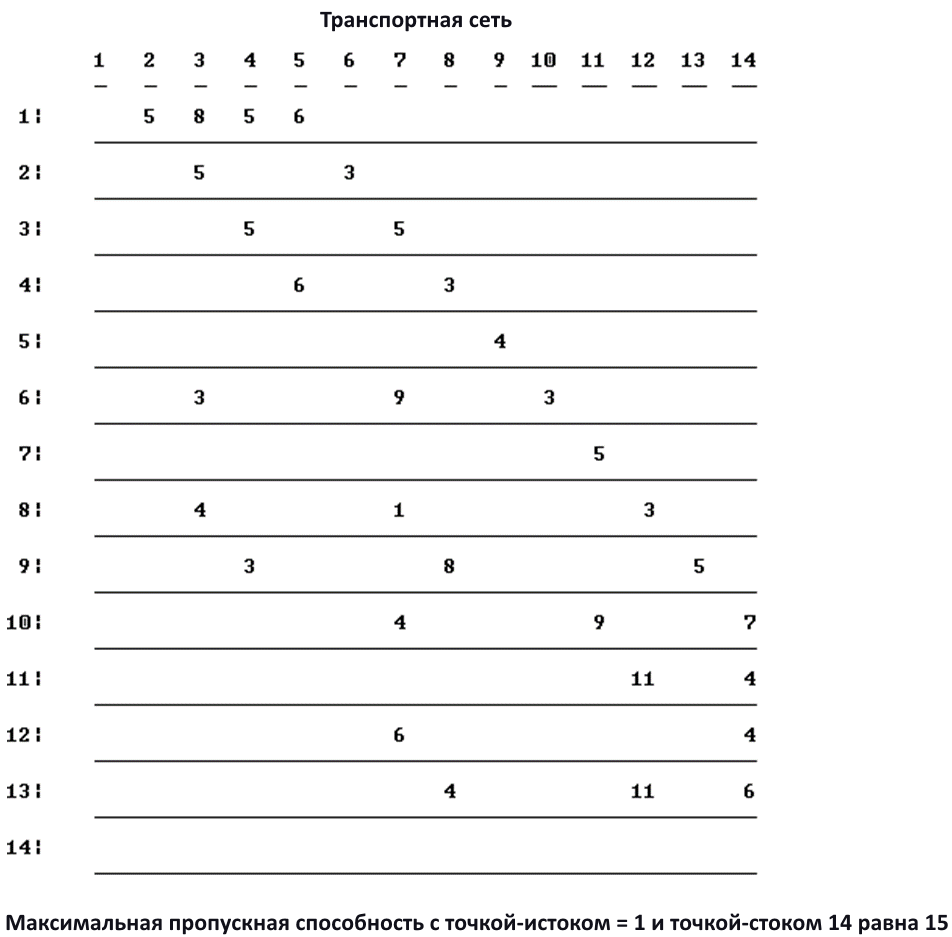 Транспортная сеть
1 2 3 4 5 6 7 8 9 10 11 12 13 14
— — — — — — — — — — — — — —
1¦ 5 8 5 6
2¦ 5 3
3¦ 5 5
4¦ 6 3
5¦ 4
6¦ 3 9 3
7¦ 5
8¦ 4 1 3
9¦ 3 8 5
10¦ 4 9 7
11¦ 11 4
12¦ 6 4
13¦ 4 11 6
14¦
Максимальная пропускная способность с точкой-истоком = 1 и точкой-стоком 14 равна 15